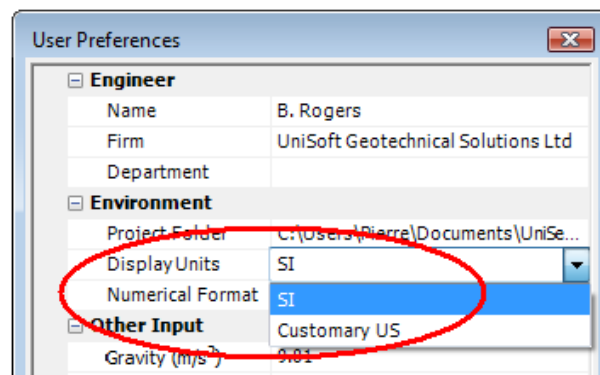 User Preferences
Engineer
Name B. Rogers
Firm UniSoft Geotechnical Solutions Ltd
Department
Environment
Project Folder C:\Users\Pierre\Documents\UniSe...
Display Units SI
Numerical Format SI
Other Input Customary US
Gravity (m/s²) 9.81